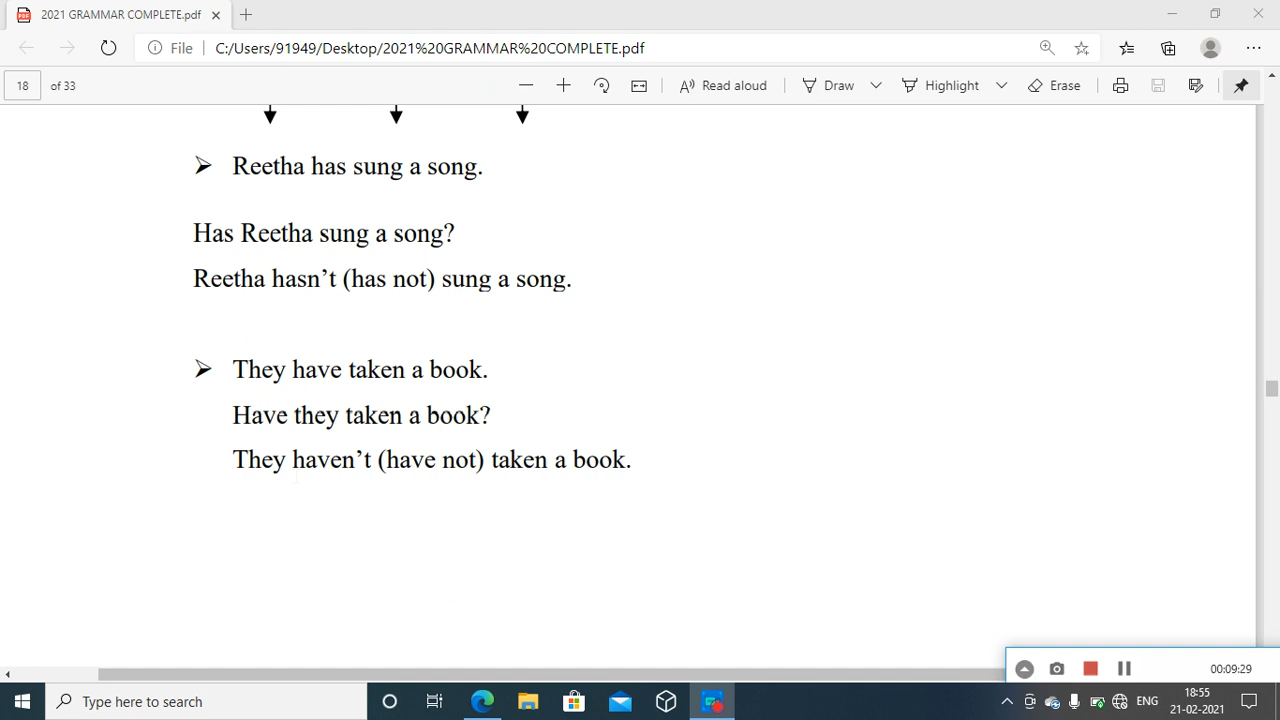 2021 GRAMMAR COMPLETE.pdf
File C:/Users/91949/Desktop/2021%20GRAMMAR%20COMPLETE.pdf
18 of 33 Read aloud Draw Highlight Erase
Reetha has sung a song.
Has Reetha sung a song?
Reetha hasn’t (has not) sung a song.
They have taken a book.
Have they taken a book?
They haven’t (have not) taken a book.
00:09:29
Type here to search ENG 18:55
21-02-2021